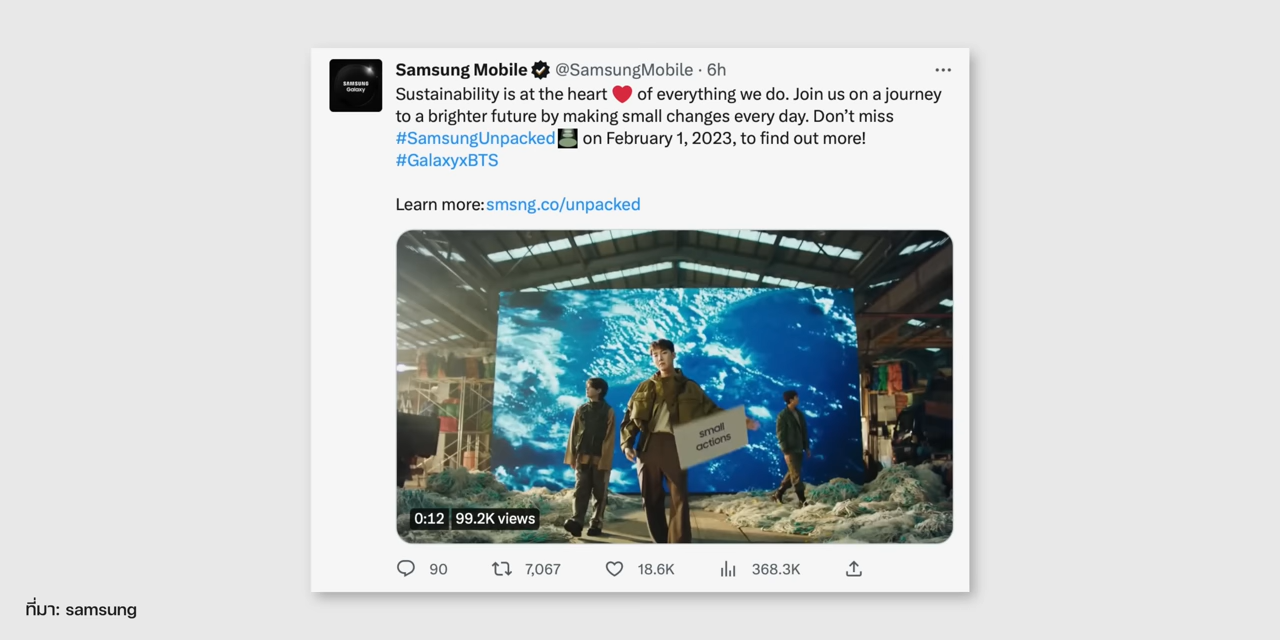 SAMSUNG
Galaxy
Samsung Mobile @SamsungMobile · 6h
Sustainability is at the heart ❤️ of everything we do. Join us on a journey
to a brighter future by making small changes every day. Don’t miss
#SamsungUnpacked on February 1, 2023, to find out more!
#GalaxyxBTS
Learn more: smsng.co/unpacked
small
actions
0:12 99.2K views
90 7,067 18.6K 368.3K
ที่มา: samsung